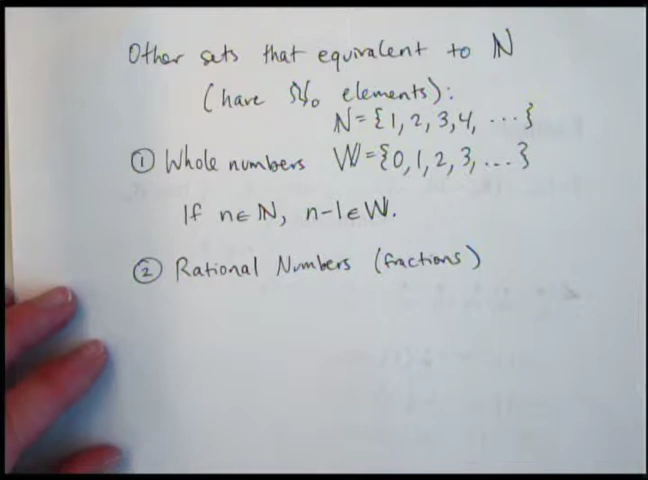 Other sets that equivalent to ℕ
(have ℵ₀ elements):
ℕ = {1, 2, 3, 4, ...}
① Whole numbers 𝕎 = {0, 1, 2, 3, ...}
If n ∈ ℕ, n-1 ∈ 𝕎.
② Rational Numbers (fractions)